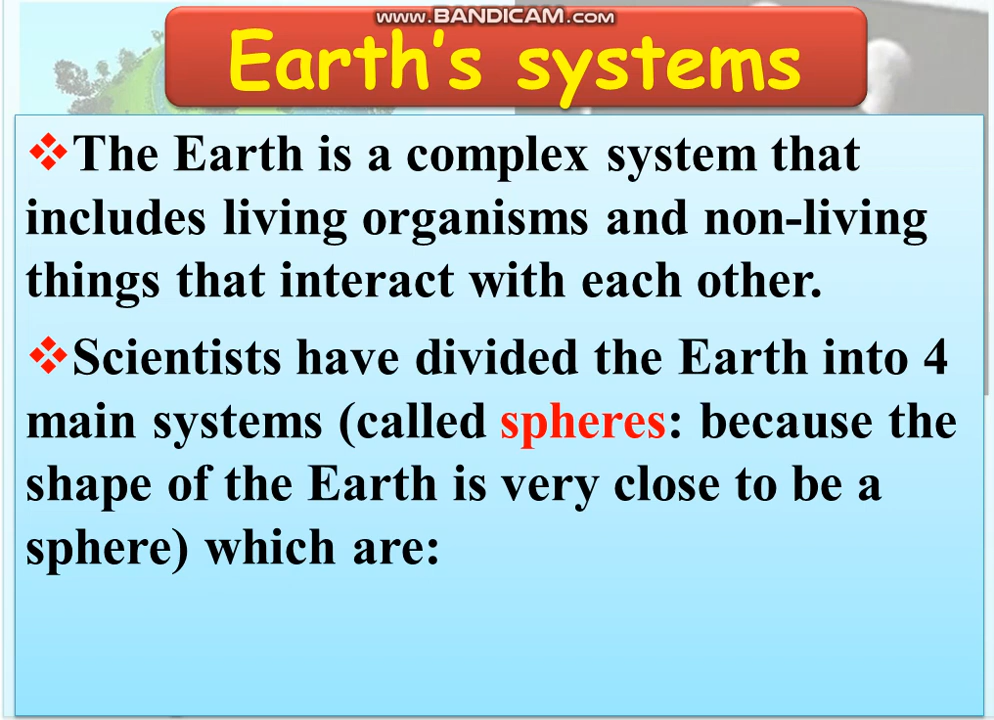 www.BANDICAM.com
Earth's systems
❖The Earth is a complex system that
includes living organisms and non-living
things that interact with each other.
❖Scientists have divided the Earth into 4
main systems (called spheres: because the
shape of the Earth is very close to be a
sphere) which are: